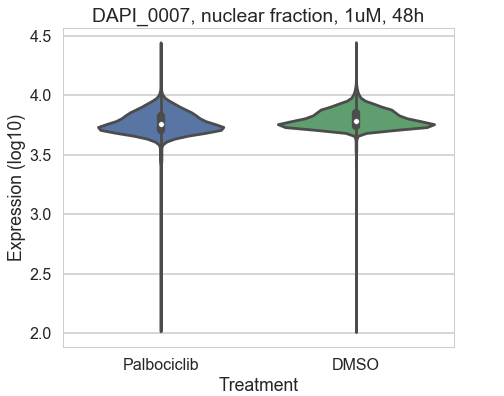 DAPI_0007, nuclear fraction, 1uM, 48h
Expression (log10)
4.5
4.0
3.5
3.0
2.5
2.0
Palbociclib DMSO
Treatment